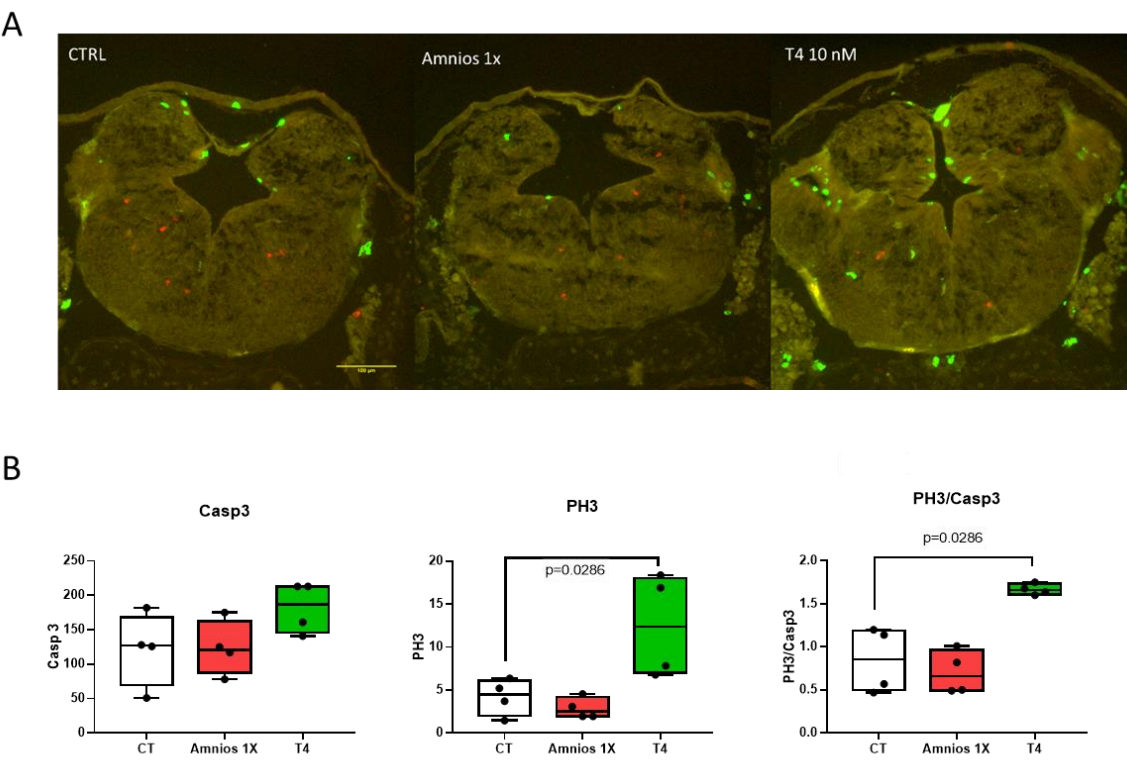 A
CTRL
Amnios 1x
T4 10 nM
100 µm
B
Casp3
Casp 3
250
200
150
100
50
0
CT
Amnios 1X
T4
PH3
p=0.0286
PH3
20
15
10
5
0
CT
Amnios 1X
T4
PH3/Casp3
p=0.0286
PH3/Casp3
2.0
1.5
1.0
0.5
0.0
CT
Amnios 1X
T4